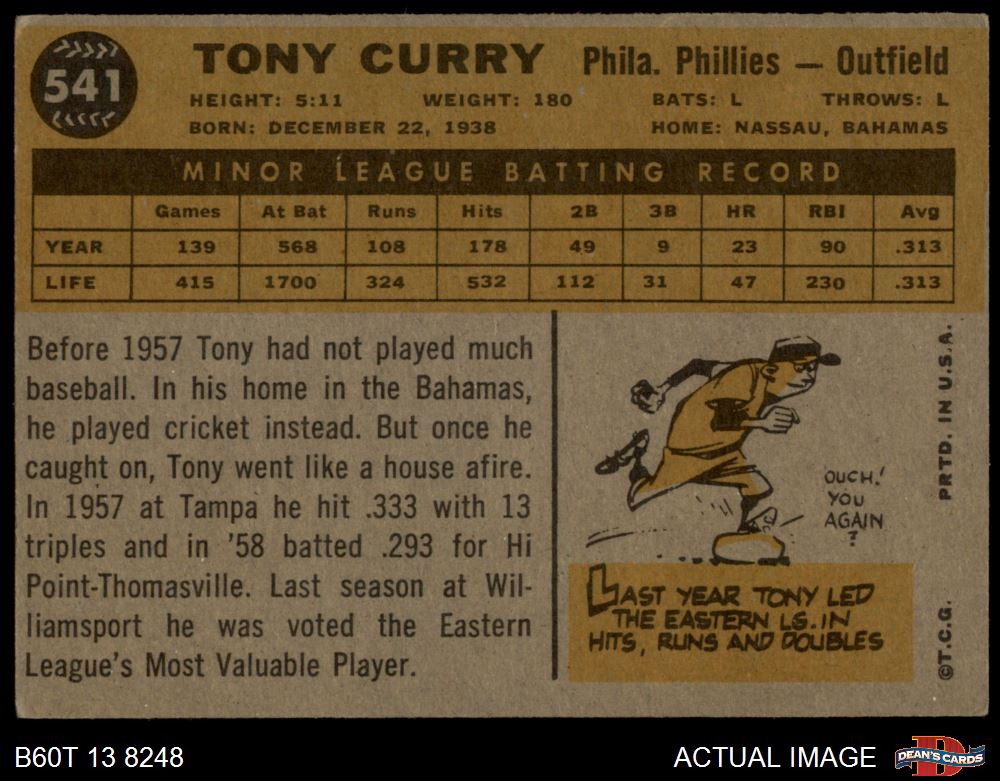 541
TONY CURRY Phila. Phillies — Outfield
HEIGHT: 5:11 WEIGHT: 180 BATS: L THROWS: L
BORN: DECEMBER 22, 1938 HOME: NASSAU, BAHAMAS
MINOR LEAGUE BATTING RECORD
Games At Bat Runs Hits 2B 3B HR RBI Avg
YEAR 139 568 108 178 49 9 23 90 .313
LIFE 415 1700 324 532 112 31 47 230 .313
Before 1957 Tony had not played much
baseball. In his home in the Bahamas,
he played cricket instead. But once he
caught on, Tony went like a house afire.
In 1957 at Tampa he hit .333 with 13
triples and in '58 batted .293 for Hi
Point-Thomasville. Last season at Wil-
liamsport he was voted the Eastern
League's Most Valuable Player.
OUCH!
YOU
AGAIN
?
LAST YEAR TONY LED
THE EASTERN LG. IN
HITS, RUNS AND DOUBLES
©T.C.G. PRTD. IN U.S.A.
B60T 13 8248 ACTUAL IMAGE
D
DEAN'S CARDS